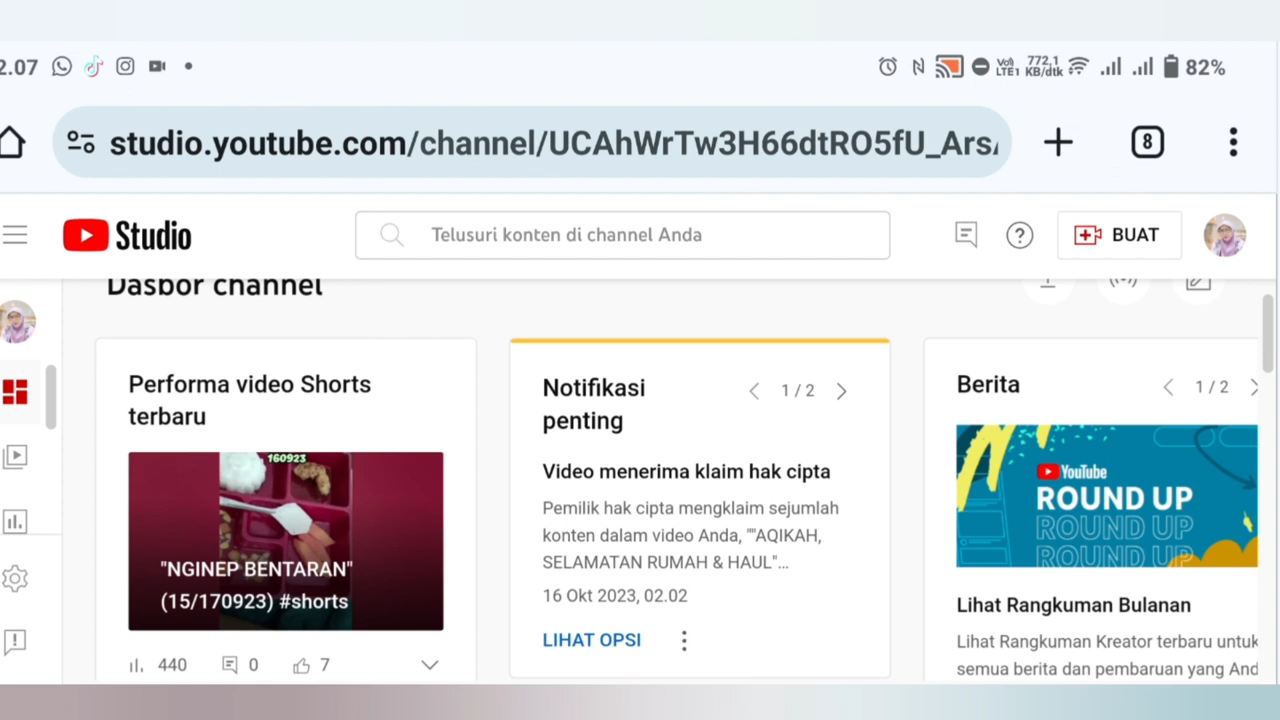 2.07
VoI) 772,1
LTE1 KB/dtk
82%
studio.youtube.com/channel/UCAhWrTw3H66dtRO5fU_Ars
8
Studio
Telusuri konten di channel Anda
BUAT
Dasbor channel
Performa video Shorts
terbaru
160923
"NGINEP BENTARAN"
(15/170923) #shorts
440
0
7
Notifikasi
penting
1 / 2
Video menerima klaim hak cipta
Pemilik hak cipta mengklaim sejumlah
konten dalam video Anda, ""AQIKAH,
SELAMATAN RUMAH & HAUL"...
16 Okt 2023, 02.02
LIHAT OPSI
Berita
1 / 2
YouTube
ROUND UP
ROUND UP
ROUND UP
Lihat Rangkuman Bulanan
Lihat Rangkuman Kreator terbaru untuk
semua berita dan pembaruan yang And